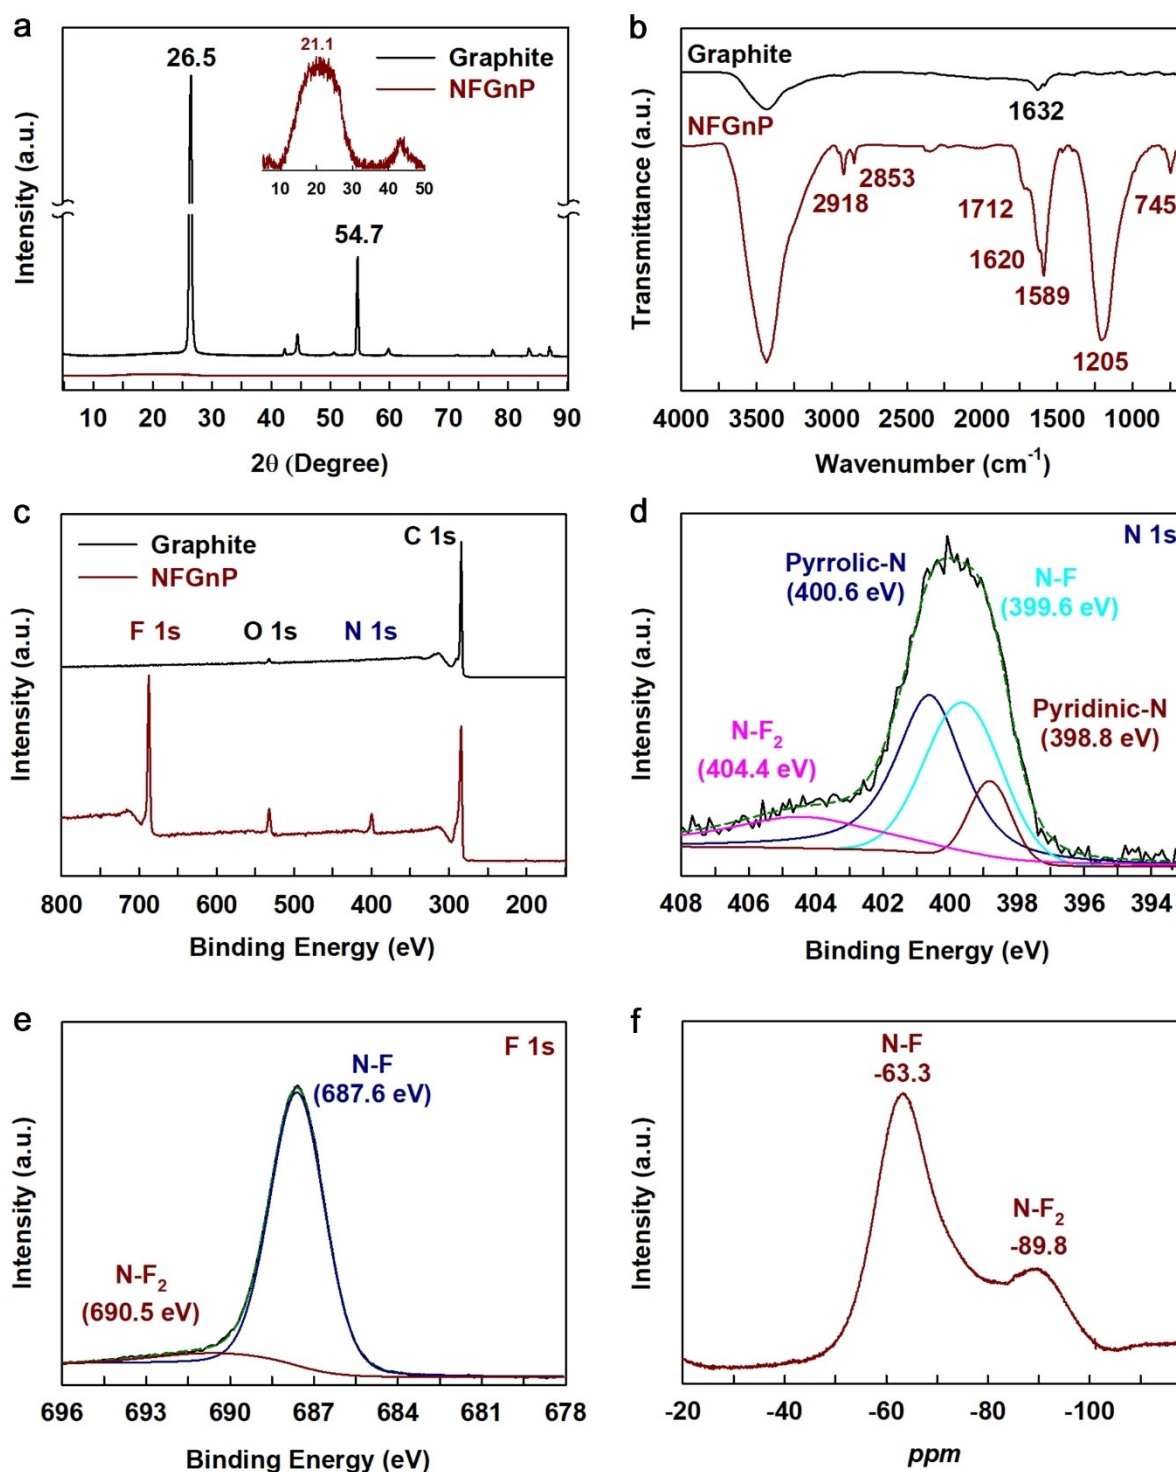 a
26.5
21.1
Graphite
NFGnP
10 20 30 40 50
54.7
Intensity (a.u.)
10 20 30 40 50 60 70 80 90
2θ (Degree)
b
Graphite
1632
NFGnP
2853
2918
1712
745
1620
1589
1205
Transmittance (a.u.)
4000 3500 3000 2500 2000 1500 1000
Wavenumber (cm⁻¹)
c
Graphite
NFGnP
C 1s
F 1s
O 1s
N 1s
Intensity (a.u.)
800 700 600 500 400 300 200
Binding Energy (eV)
d
N 1s
Pyrrolic-N
(400.6 eV)
N-F
(399.6 eV)
Pyridinic-N
(398.8 eV)
N-F₂
(404.4 eV)
Intensity (a.u.)
408 406 404 402 400 398 396 394
Binding Energy (eV)
e
F 1s
N-F
(687.6 eV)
N-F₂
(690.5 eV)
Intensity (a.u.)
696 693 690 687 684 681 678
Binding Energy (eV)
f
N-F
-63.3
N-F₂
-89.8
Intensity (a.u.)
-20 -40 -60 -80 -100
ppm